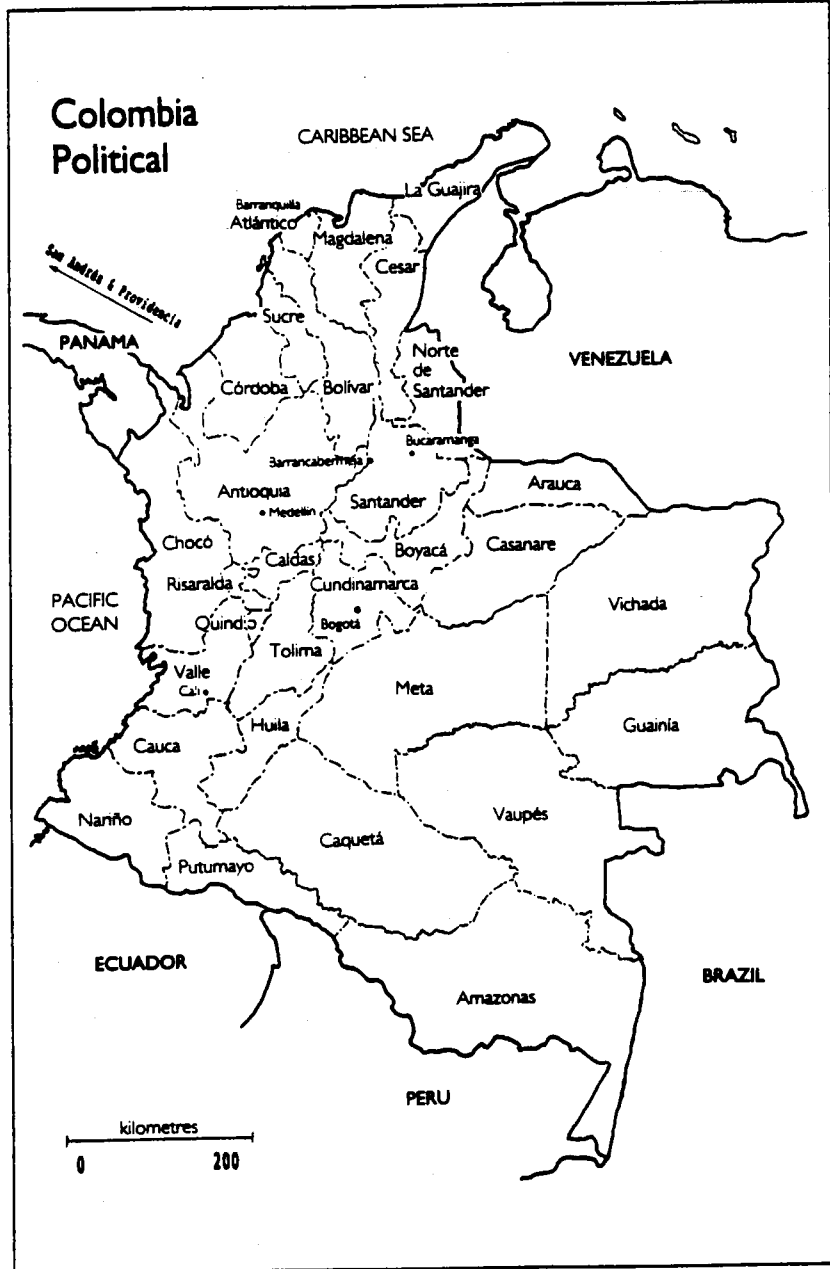 Colombia
Political
CARIBBEAN SEA
La Guajira
Barranquilla
Atlántico
Magdalena
Cesar
San Andrés & Providencia
Sucre
PANAMA
Norte
de
Santander
VENEZUELA
Córdoba
Bolívar
Bucaramanga
Barrancabermeja
Arauca
Antioquia
Santander
Medellín
Chocó
Boyacá
Casanare
Caldas
Risaralda
Cundinamarca
PACIFIC
OCEAN
Vichada
Quindío
Bogotá
Tolima
Valle
Cali
Meta
Huila
Guainía
Cauca
Vaupés
Nariño
Caquetá
Putumayo
ECUADOR
BRAZIL
Amazonas
PERU
kilometres
0 200